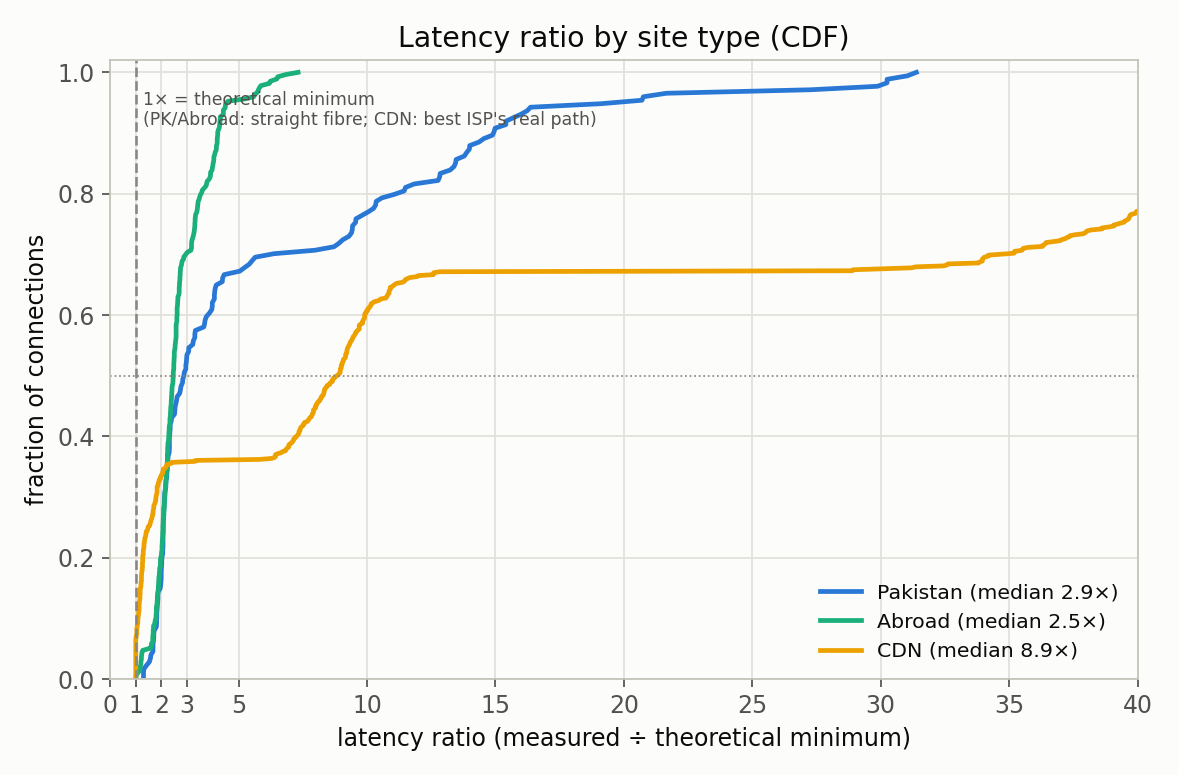 Latency ratio by site type (CDF)
1× = theoretical minimum
(PK/Abroad: straight fibre; CDN: best ISP's real path)
fraction of connections
1.0
0.8
0.6
0.4
0.2
0.0
Pakistan (median 2.9×)
Abroad (median 2.5×)
CDN (median 8.9×)
0 1 2 3 5 10 15 20 25 30 35 40
latency ratio (measured ÷ theoretical minimum)